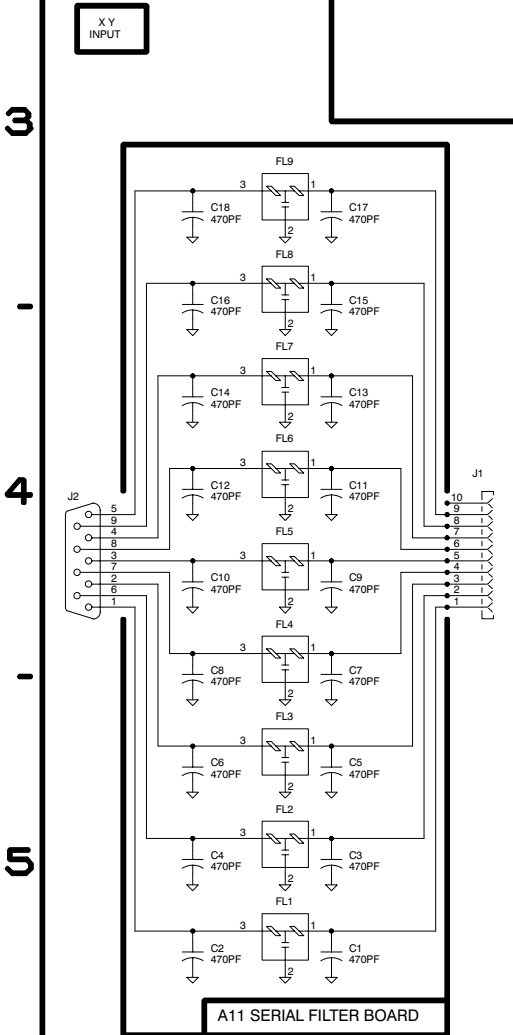 X Y
INPUT
3
FL9
3
1
C18
470PF
C17
470PF
2
FL8
3
1
C16
470PF
C15
470PF
2
FL7
3
1
C14
470PF
C13
470PF
2
FL6
3
1
C12
470PF
C11
470PF
2
4
J2
5
9
4
8
3
7
2
6
1
J1
10
9
8
7
6
5
4
3
2
1
FL5
3
1
C10
470PF
C9
470PF
2
FL4
3
1
C8
470PF
C7
470PF
2
FL3
3
1
C6
470PF
C5
470PF
2
FL2
3
1
C4
470PF
C3
470PF
2
5
FL1
3
1
C2
470PF
C1
470PF
2
A11 SERIAL FILTER BOARD